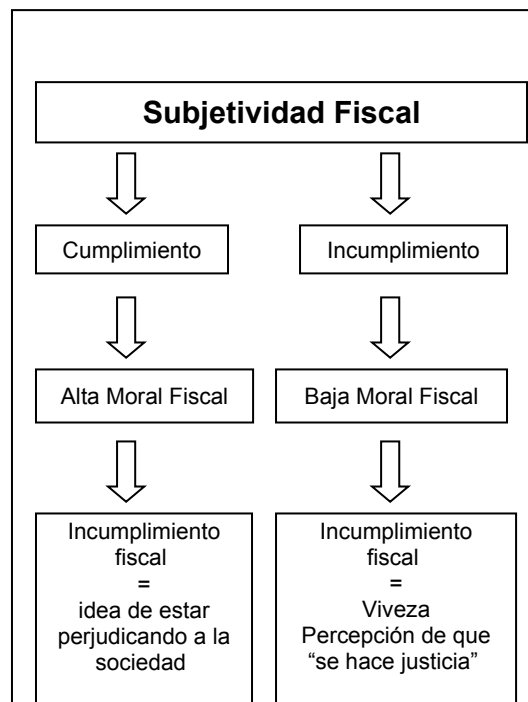 Subjetividad Fiscal
Cumplimiento
Incumplimiento
Alta Moral Fiscal
Baja Moral Fiscal
Incumplimiento
fiscal
=
idea de estar
perjudicando a la
sociedad
Incumplimiento
fiscal
=
Viveza
Percepción de que
“se hace justicia”